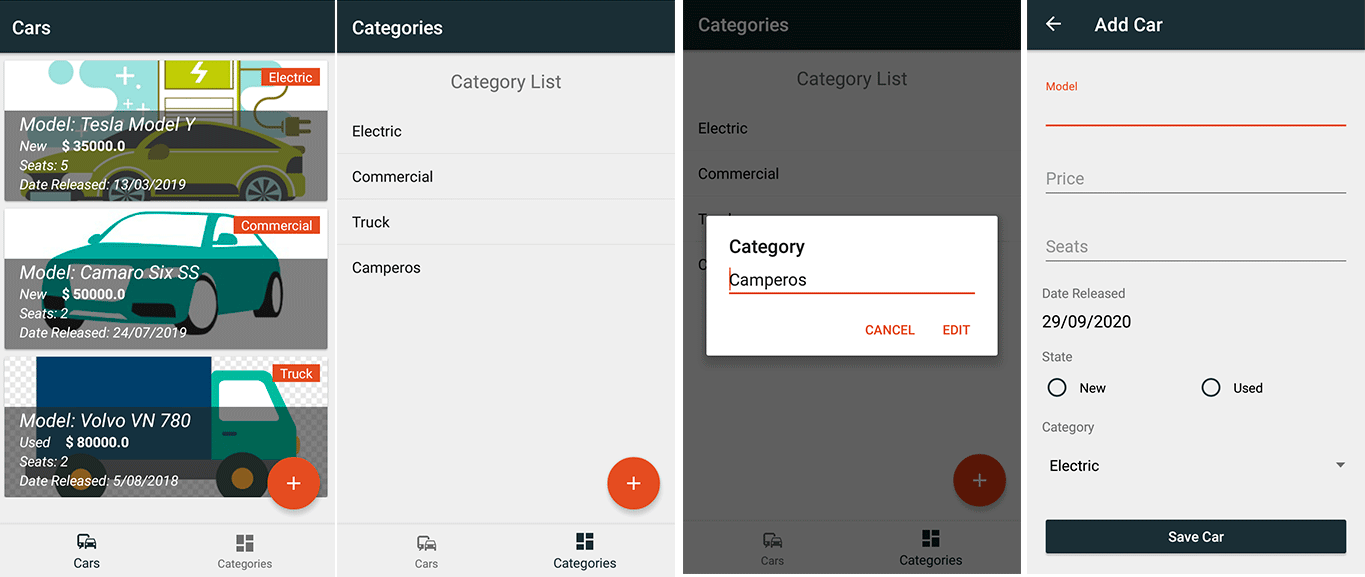 Cars
Electric
Model: Tesla Model Y
New $ 35000.0
Seats: 5
Date Released: 13/03/2019
Commercial
Model: Camaro Six SS
New $ 50000.0
Seats: 2
Date Released: 24/07/2019
Truck
Model: Volvo VN 780
Used $ 80000.0
Seats: 2
Date Released: 5/08/2018
+
Cars
Categories
Categories
Category List
Electric
Commercial
Truck
Camperos
+
Cars
Categories
Categories
Category List
Electric
Commercial
Category
Camperos
CANCEL EDIT
+
Cars
Categories
Add Car
Model
Price
Seats
Date Released
29/09/2020
State
New Used
Category
Electric
Save Car